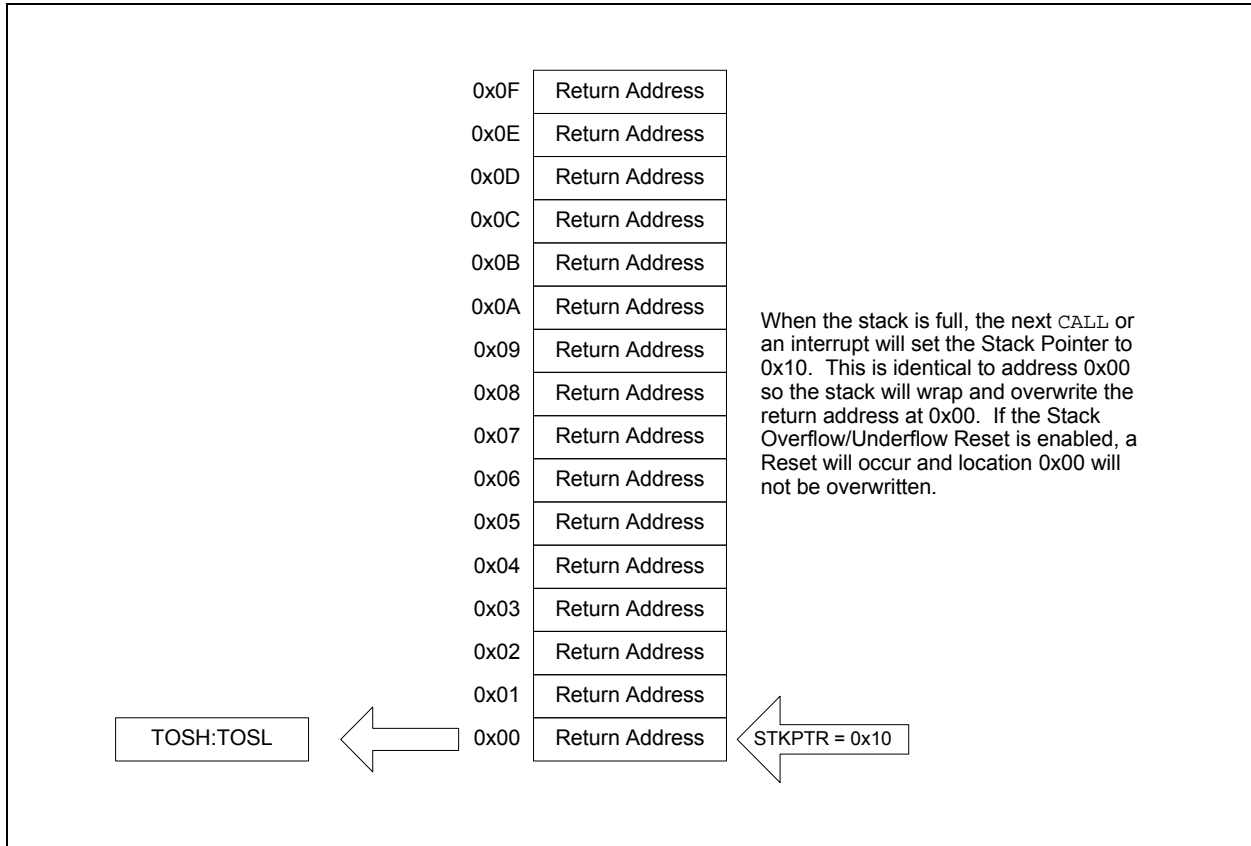 0x0F Return Address
0x0E Return Address
0x0D Return Address
0x0C Return Address
0x0B Return Address
0x0A Return Address
0x09 Return Address
0x08 Return Address
0x07 Return Address
0x06 Return Address
0x05 Return Address
0x04 Return Address
0x03 Return Address
0x02 Return Address
0x01 Return Address
TOSH:TOSL 0x00 Return Address STKPTR = 0x10
When the stack is full, the next CALL or
an interrupt will set the Stack Pointer to
0x10. This is identical to address 0x00
so the stack will wrap and overwrite the
return address at 0x00. If the Stack
Overflow/Underflow Reset is enabled, a
Reset will occur and location 0x00 will
not be overwritten.